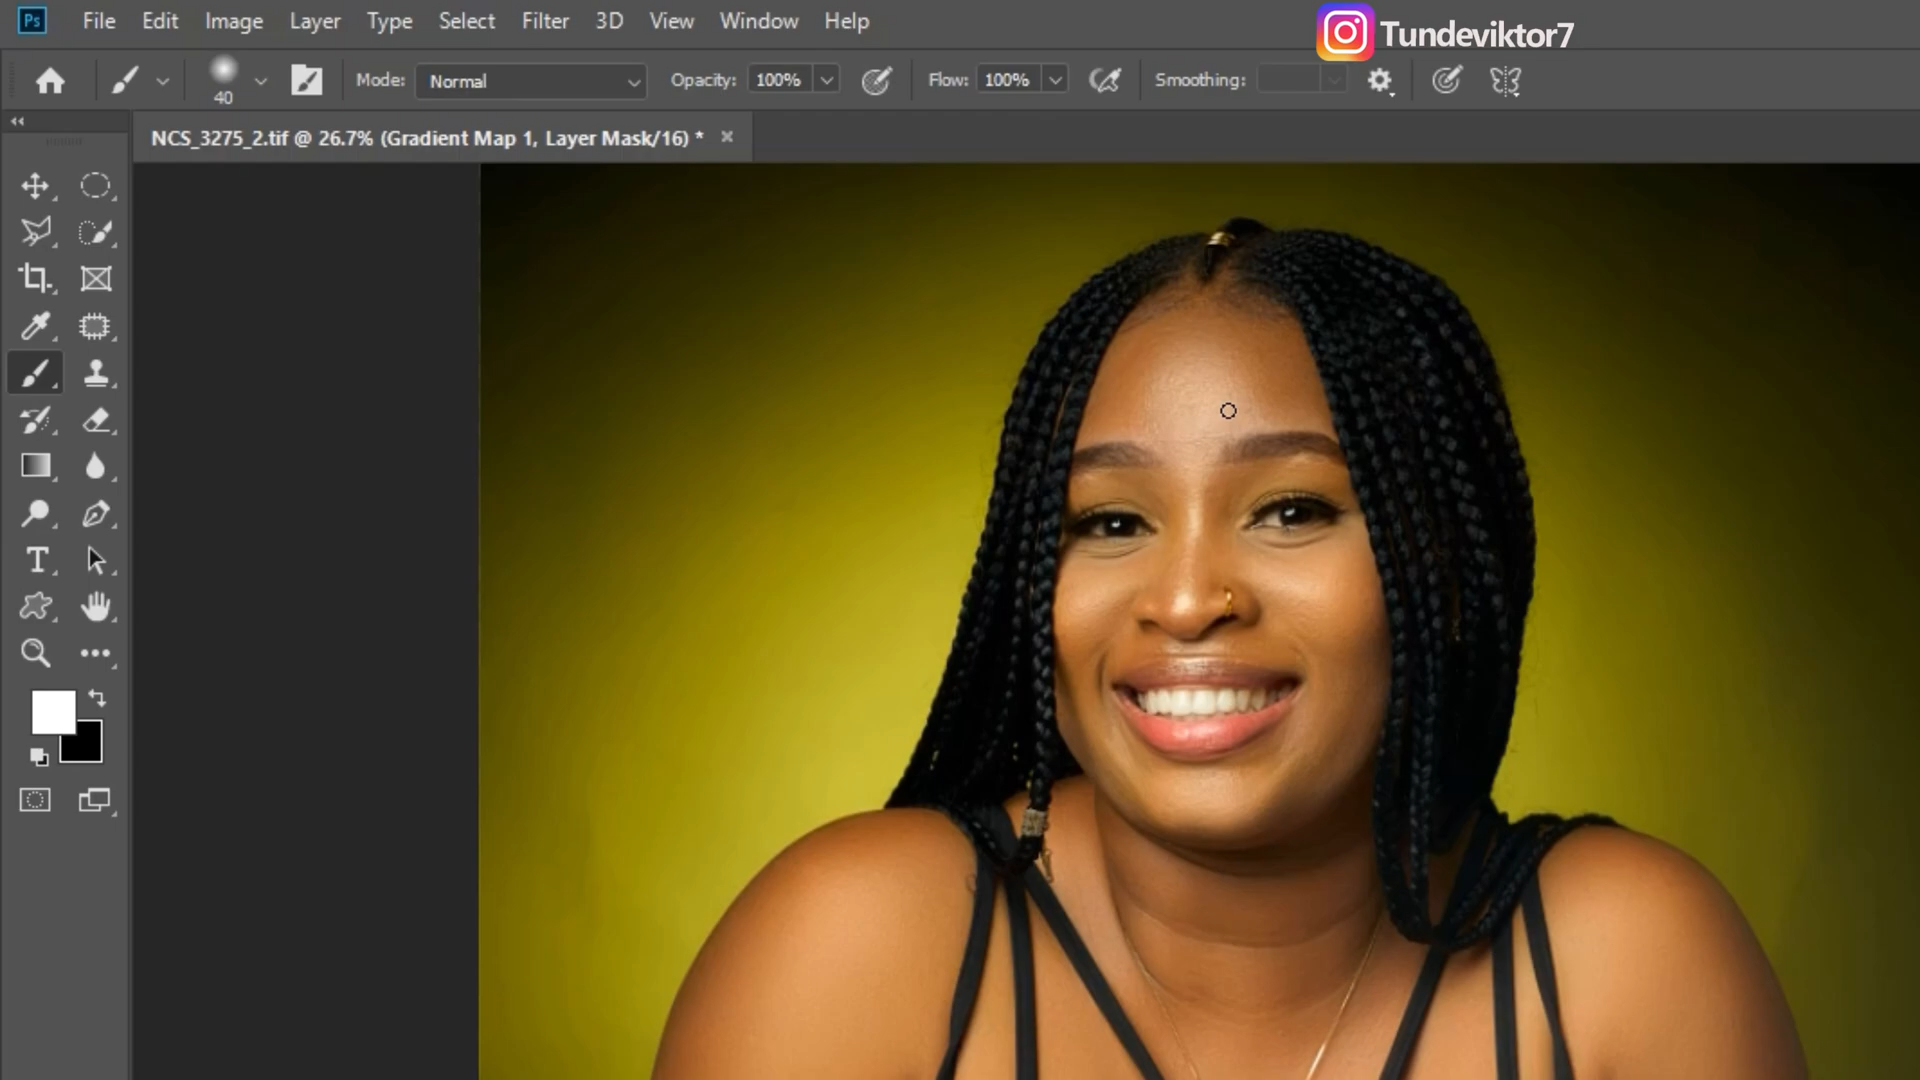 Ps File Edit Image Layer Type Select Filter 3D View Window Help
Tundeviktor7
40 Mode: Normal Opacity: 100% Flow: 100% Smoothing:
NCS_3275_2.tif @ 26.7% (Gradient Map 1, Layer Mask/16) *